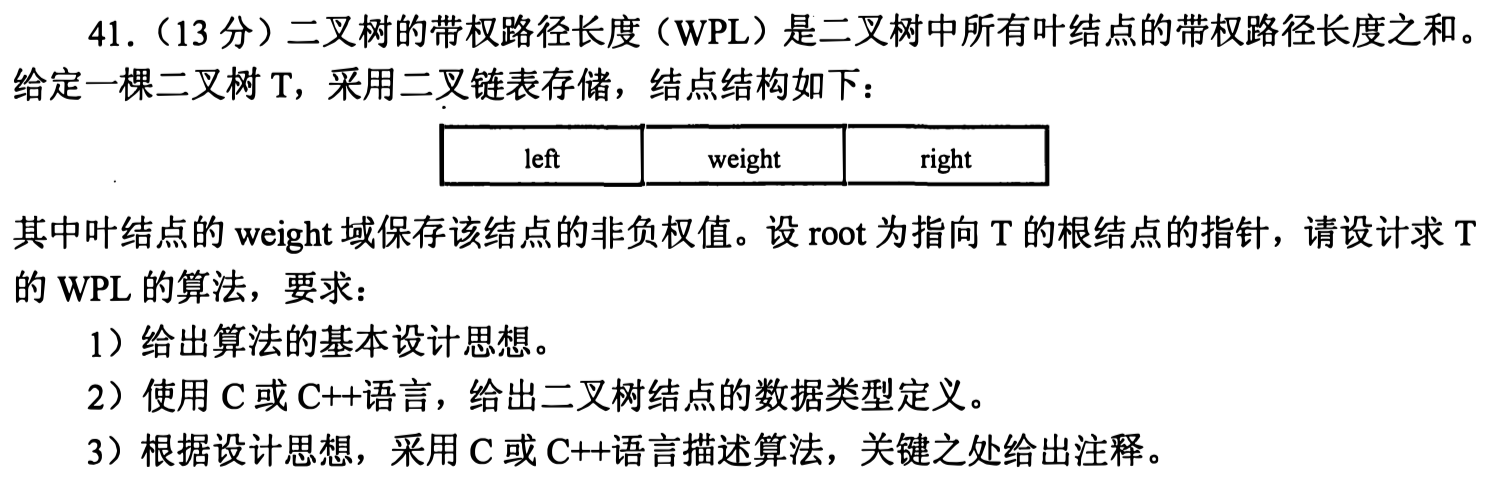 41.（13 分）二叉树的带权路径长度（WPL）是二叉树中所有叶结点的带权路径长度之和。
给定一棵二叉树 T，采用二叉链表存储，结点结构如下：
left weight right
其中叶结点的 weight 域保存该结点的非负权值。设 root 为指向 T 的根结点的指针，请设计求 T
的 WPL 的算法，要求：
1）给出算法的基本设计思想。
2）使用 C 或 C++语言，给出二叉树结点的数据类型定义。
3）根据设计思想，采用 C 或 C++语言描述算法，关键之处给出注释。